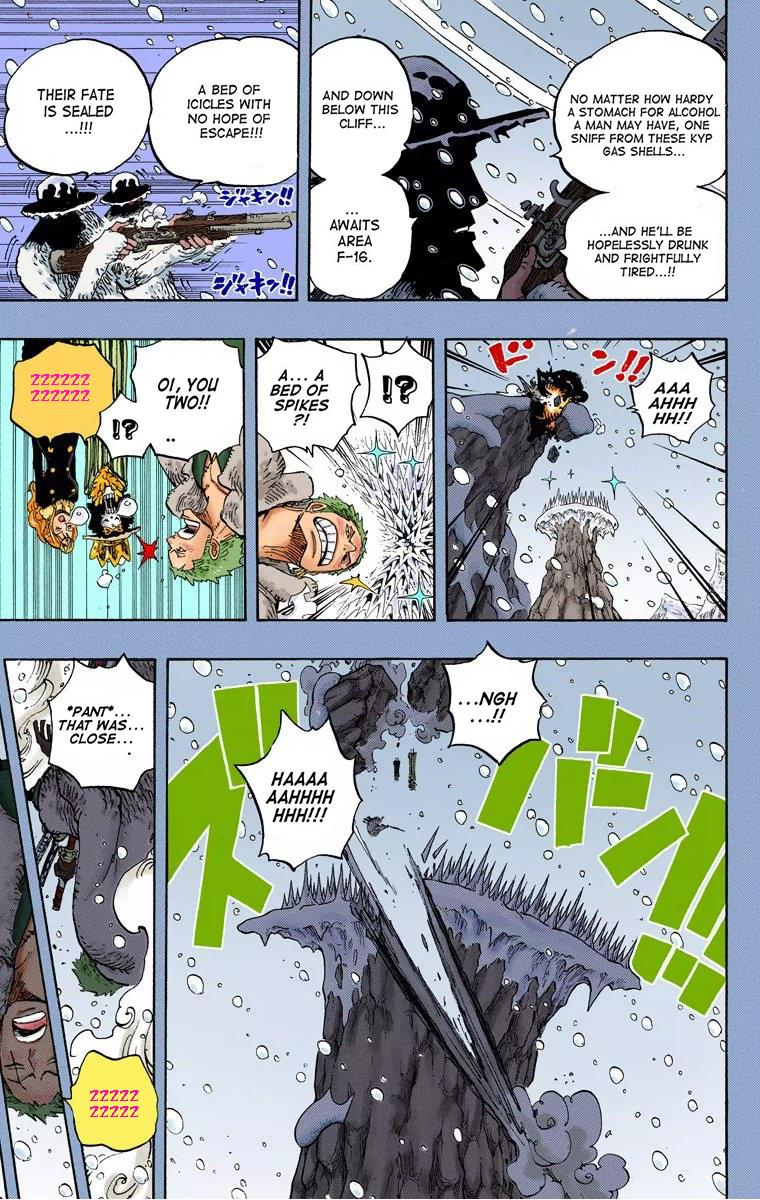 NO MATTER HOW HARDY
A STOMACH FOR ALCOHOL
A MAN MAY HAVE, ONE
SNIFF FROM THESE KYP
GAS SHELLS...
...AND HE'LL BE
HOPELESSLY DRUNK
AND FRIGHTFULLY
TIRED...!!
AND DOWN
BELOW THIS
CLIFF...
...
AWAITS
AREA
F-16.
A BED OF
ICICLES WITH
NO HOPE OF
ESCAPE!!!
THEIR FATE
IS SEALED
...!!!
ジャキン!!
ジャキン!!
AAA
AHHH
HH!!
ドン!!
!?
A... A
BED OF
SPIKES
?!
OI, YOU
TWO!!
..
!?
ZZZZZZ
ZZZZZZ
...NGH
...!!
HAAAA
AAHHHH
HHH!!!
ズバン!!
*PANT*...
THAT WAS...
CLOSE...
ZZZZZ
ZZZZZ